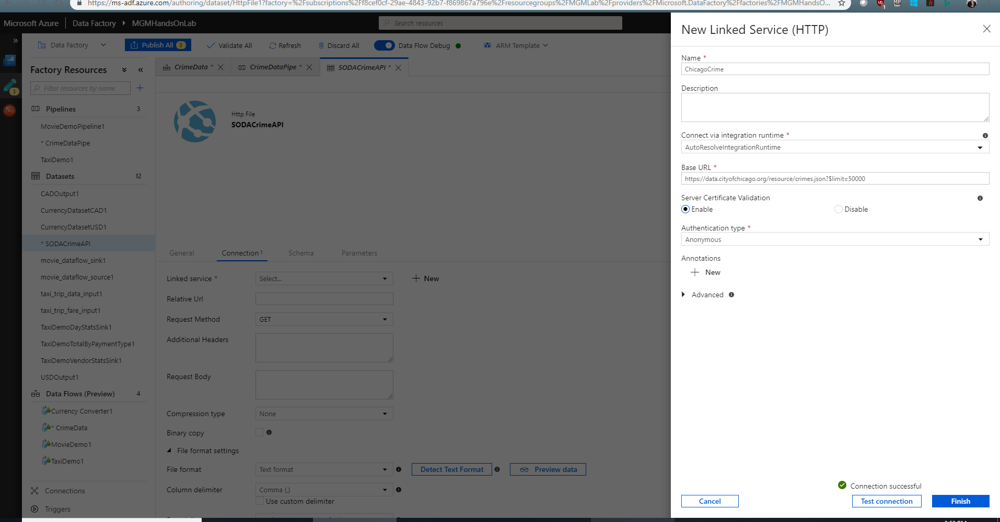 https://ms-adf.azure.com/authoring/dataset/HttpFile1?factory=%2Fsubscriptions%2Ff8cef0cf-29ae-4843-92b7-f869867a796e%2Fresourcegroups%2FMGMLab%2Fproviders%2FMicrosoft.DataFactory%2Ffactories%2FMGMHandsO...
Microsoft Azure
Data Factory
MGMHandsOnLab
Search resources
Data Factory
Publish All 3
Validate All
Refresh
Discard All
Data Flow Debug
ARM Template
3
Factory Resources
Filter resources by name
Pipelines 3
MovieDemoPipeline1
* CrimeDataPipe
TaxiDemo1
Datasets 12
CADOutput1
CurrencyDatasetCAD1
CurrencyDatasetUSD1
* SODACrimeAPI
movie_dataflow_sink1
movie_dataflow_source1
taxi_trip_data_input1
taxi_trip_fare_input1
TaxiDemoDayStatsSink1
TaxiDemoTotalByPaymentType1
TaxiDemoVendorStatsSink1
USDOutput1
Data Flows (Preview) 4
Currency Converter1
* CrimeData
MovieDemo1
TaxiDemo1
Connections
Triggers
CrimeData *
CrimeDataPipe *
SODACrimeAPI *
Http File
SODACrimeAPI
General
Connection 1
Schema
Parameters
Linked service *
Select...
New
Relative Url
Request Method
GET
Additional Headers
Request Body
Compression type
None
Binary copy
File format settings
File format
Text format
Detect Text Format
Preview data
Column delimiter
Comma (,)
Use custom delimiter
New Linked Service (HTTP)
Name *
ChicagoCrime
Description
Connect via integration runtime *
AutoResolveIntegrationRuntime
Base URL *
https://data.cityofchicago.org/resource/crimes.json?$limit=50000
Server Certificate Validation
Enable
Disable
Authentication type *
Anonymous
Annotations
New
Advanced
Connection successful
Cancel
Test connection
Finish